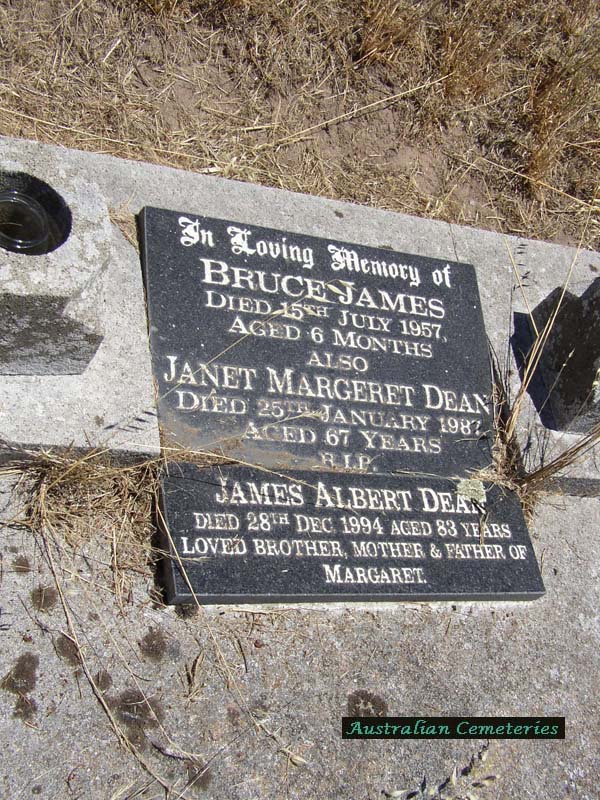 In Loving Memory of
BRUCE JAMES
DIED 15TH JULY 1957,
AGED 6 MONTHS
ALSO
JANET MARGERET DEAN
DIED 25TH JANUARY 1987
AGED 67 YEARS
R.I.P.
JAMES ALBERT DEAN
DIED 28TH DEC. 1994 AGED 83 YEARS
LOVED BROTHER, MOTHER & FATHER OF
MARGARET.
Australian Cemeteries